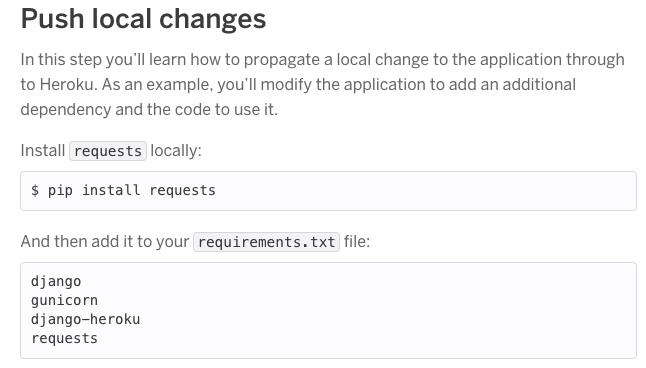 Push local changes
In this step you'll learn how to propagate a local change to the application through
to Heroku. As an example, you'll modify the application to add an additional
dependency and the code to use it.
Install requests locally:
$ pip install requests
And then add it to your requirements.txt file:
django
gunicorn
django-heroku
requests